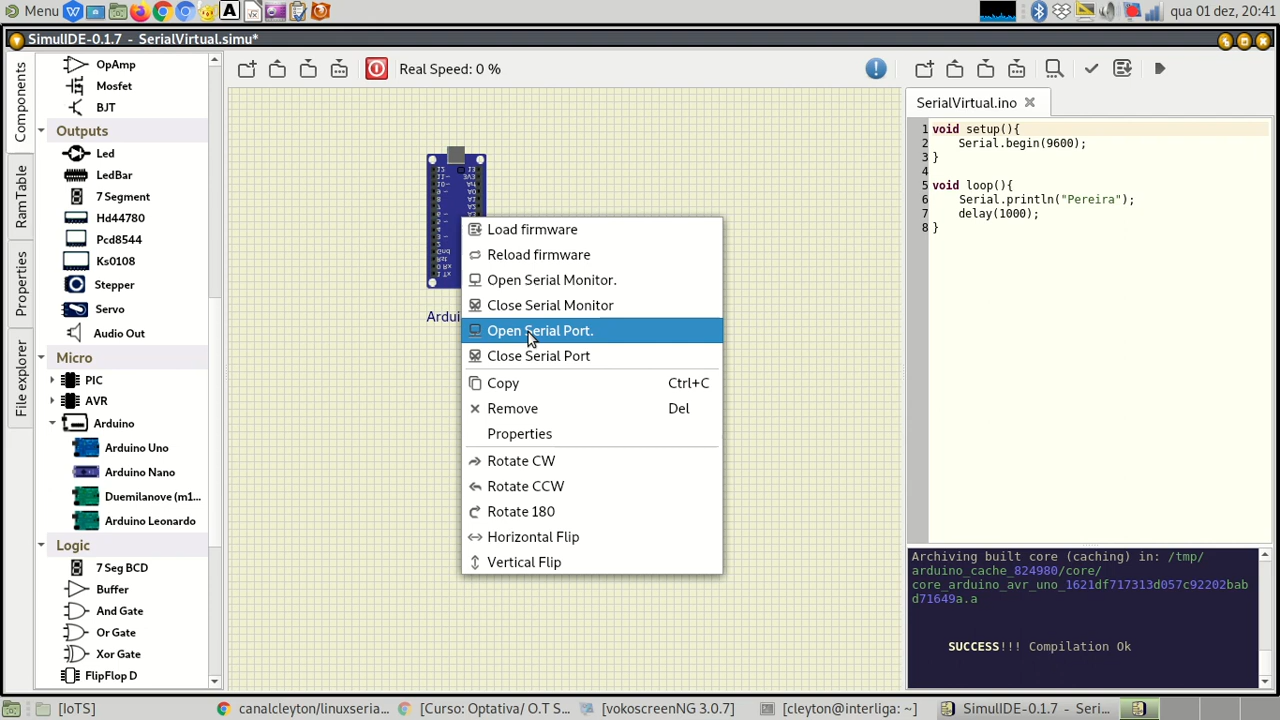 Menu
qua 01 dez, 20:41
SimulIDE-0.1.7 - SerialVirtual.simu*
Components
Ram Table
Properties
File explorer
OpAmp
Mosfet
BJT
Outputs
Led
LedBar
7 Segment
Hd44780
Pcd8544
Ks0108
Stepper
Servo
Audio Out
Micro
PIC
AVR
Arduino
Arduino Uno
Arduino Nano
Duemilanove (m1...
Arduino Leonardo
Logic
7 Seg BCD
Buffer
And Gate
Or Gate
Xor Gate
FlipFlop D
Real Speed: 0 %
Ardui
Load firmware
Reload firmware
Open Serial Monitor.
Close Serial Monitor
Open Serial Port.
Close Serial Port
Copy Ctrl+C
Remove Del
Properties
Rotate CW
Rotate CCW
Rotate 180
Horizontal Flip
Vertical Flip
SerialVirtual.ino
1 void setup(){
2 Serial.begin(9600);
3 }
4
5 void loop(){
6 Serial.println("Pereira");
7 delay(1000);
8 }
Archiving built core (caching) in: /tmp/
arduino_cache_824980/core/
core_arduino_avr_uno_1621df717313d057c92202bab
d71649a.a
SUCCESS!!! Compilation Ok
[IoTS]
canalcleyton/linuxseria...
[Curso: Optativa/ O.T S...
[vokoscreenNG 3.0.7]
[cleyton@interliga: ~]
SimulIDE-0.1.7 - Seri...